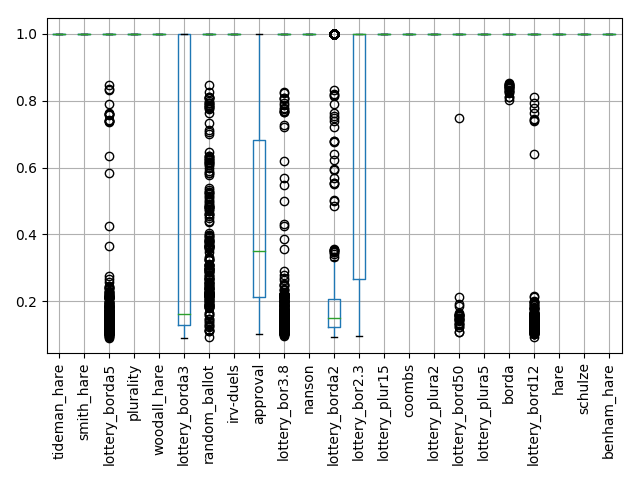 1.0
0.8
0.6
0.4
0.2
tideman_hare
smith_hare
lottery_borda5
plurality
woodall_hare
lottery_borda3
random_ballot
irv-duels
approval
lottery_bor3.8
nanson
lottery_borda2
lottery_bor2.3
lottery_plur15
coombs
lottery_plura2
lottery_bord50
lottery_plura5
borda
lottery_bord12
hare
schulze
benham_hare